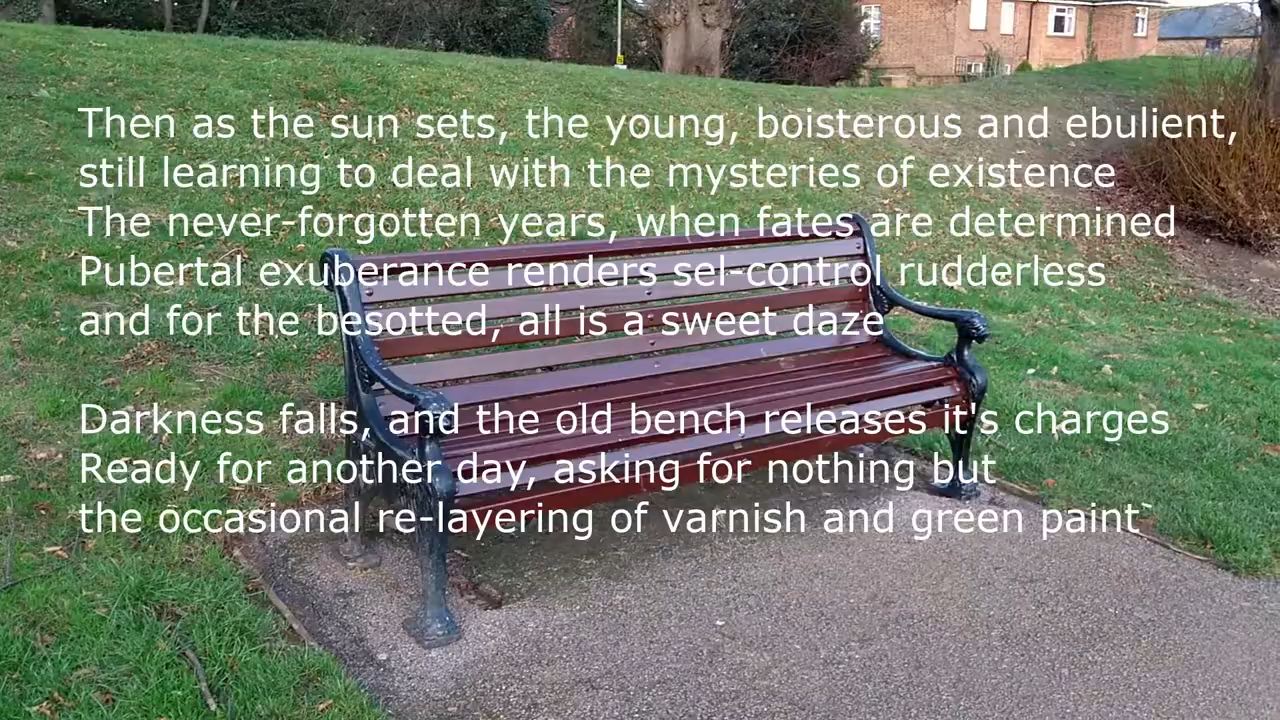 Then as the sun sets, the young, boisterous and ebulient,
still learning to deal with the mysteries of existence
The never-forgotten years, when fates are determined
Pubertal exuberance renders sel-control rudderless
and for the besotted, all is a sweet daze
Darkness falls, and the old bench releases it's charges
Ready for another day, asking for nothing but
the occasional re-layering of varnish and green paint`